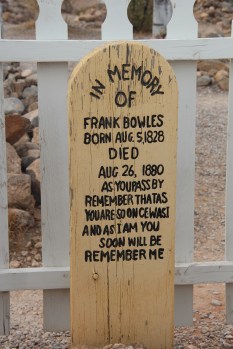 IN MEMORY
OF
FRANK BOWLES
BORN AUG. 5, 1828
DIED
AUG 26, 1880
AS YOU PASS BY
REMEMBER THAT AS
YOU ARE SO ONCE WAS I
AND AS I AM YOU
SOON WILL BE
REMEMBER ME